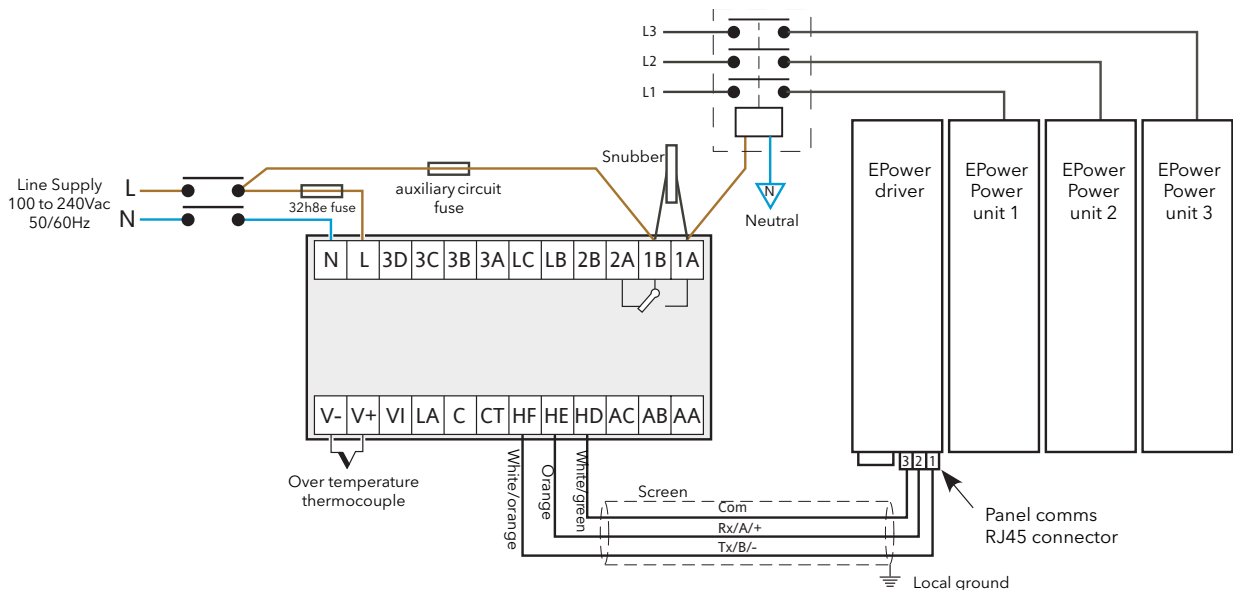 L3
L2
L1
Snubber
N
Neutral
Line Supply
100 to 240Vac
50/60Hz
L
N
32h8e fuse
auxiliary circuit
fuse
EPower
driver
EPower
Power
unit 1
EPower
Power
unit 2
EPower
Power
unit 3
N L 3D 3C 3B 3A LC LB 2B 2A 1B 1A
V- V+ VI LA C CT HF HE HD AC AB AA
Over temperature
thermocouple
White/orange
Orange
White/green
3 2 1
Screen
Com
Rx/A/+
Tx/B/-
Panel comms
RJ45 connector
Local ground